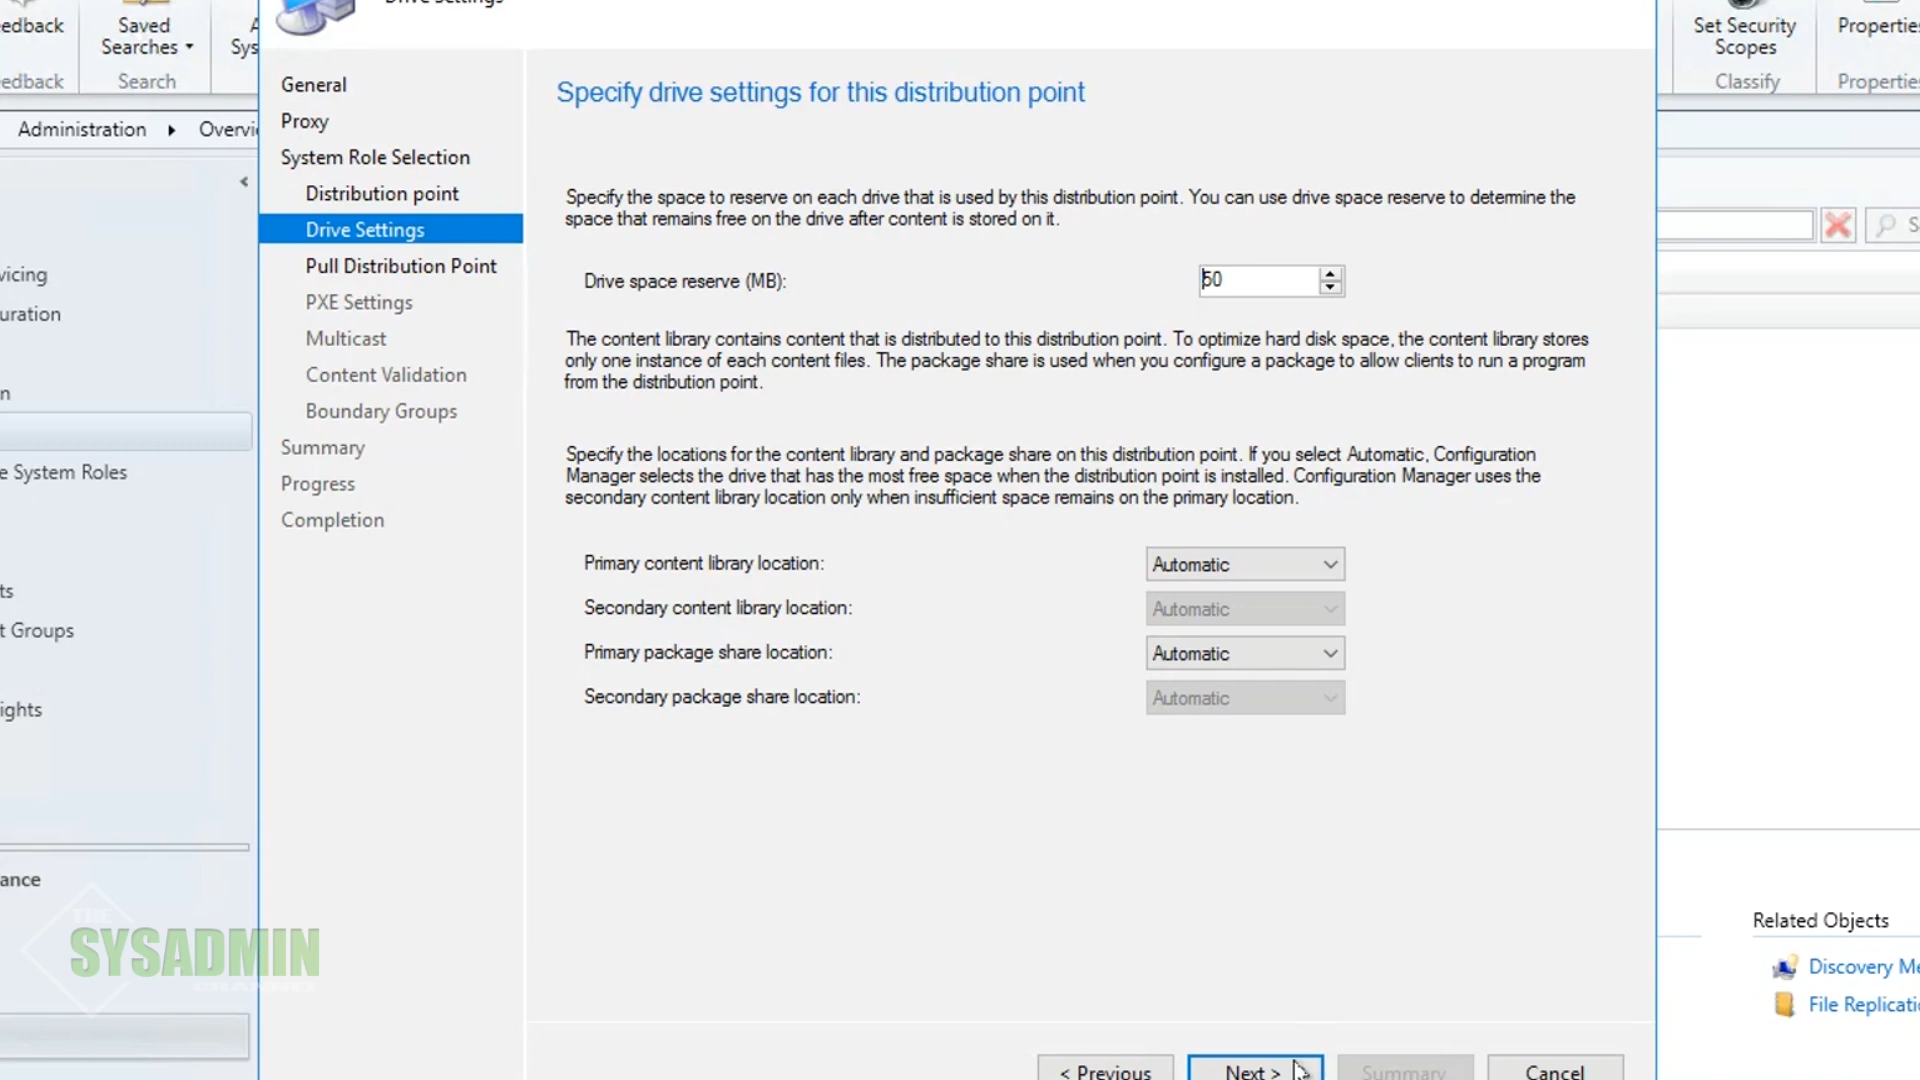 Drive Settings
edback
Saved
Searches
Sys
Set Security
Scopes
Properties
edback
Search
Classify
Properties
Administration
Overvi
General
Proxy
System Role Selection
Distribution point
Drive Settings
Pull Distribution Point
PXE Settings
Multicast
Content Validation
Boundary Groups
Summary
Progress
Completion
Specify drive settings for this distribution point
Specify the space to reserve on each drive that is used by this distribution point. You can use drive space reserve to determine the
space that remains free on the drive after content is stored on it.
Drive space reserve (MB):
50
The content library contains content that is distributed to this distribution point. To optimize hard disk space, the content library stores
only one instance of each content files. The package share is used when you configure a package to allow clients to run a program
from the distribution point.
Specify the locations for the content library and package share on this distribution point. If you select Automatic, Configuration
Manager selects the drive that has the most free space when the distribution point is installed. Configuration Manager uses the
secondary content library location only when insufficient space remains on the primary location.
Primary content library location:
Automatic
Secondary content library location:
Automatic
Primary package share location:
Automatic
Secondary package share location:
Automatic
vicing
uration
n
e System Roles
ts
t Groups
ights
ance
THE
SYSADMIN
CHANNEL
Related Objects
Discovery Me
File Replicatio
< Previous
Next >
Summary
Cancel